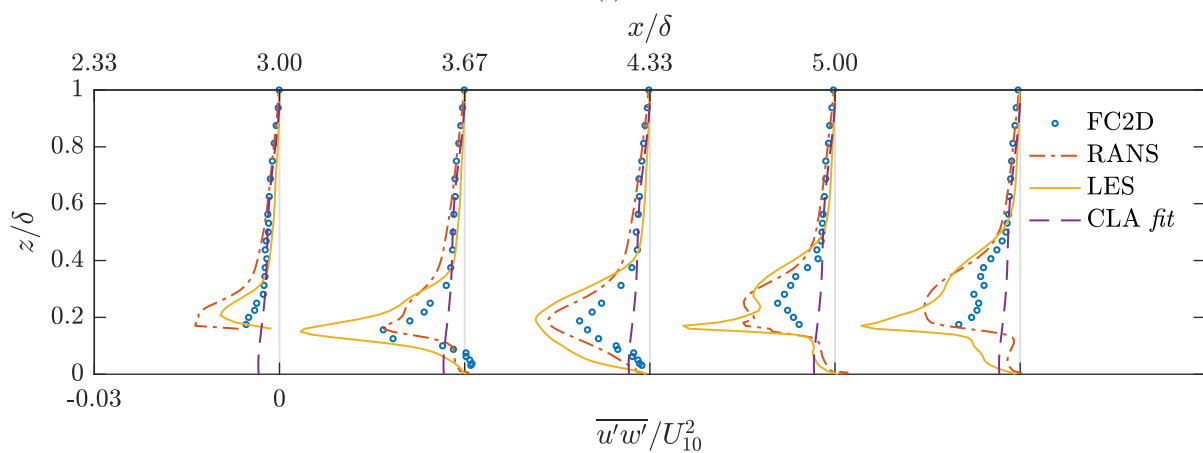 x/δ
2.33 3.00 3.67 4.33 5.00
1
0.8
0.6
0.4
0.2
0
z/δ
FC2D
RANS
LES
CLA fit
-0.03 0
$\overline{u'w'}/U_{10}^2$